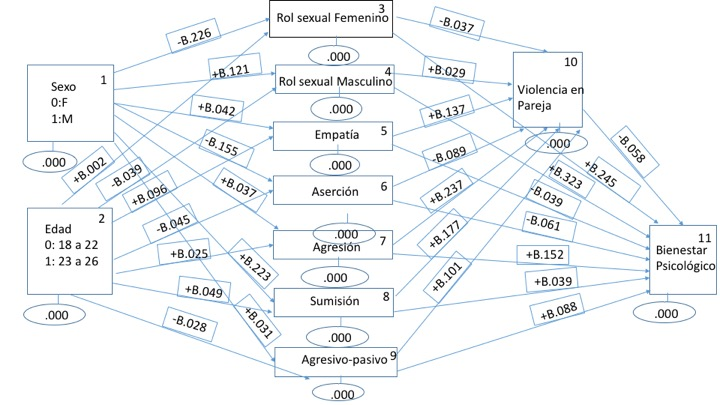 1
Sexo
0:F
1:M
.000
2
Edad
0: 18 a 22
1: 23 a 26
.000
-B.226
+B.121
+B.042
-B.155
+B.037
+B.002
-B.039
+B.096
-B.045
+B.025
+B.223
+B.049
+B.031
-B.028
3
Rol sexual Femenino
.000
4
Rol sexual Masculino
.000
Empatía 5
.000
Aserción 6
.000
Agresión 7
.000
Sumisión 8
.000
Agresivo-pasivo 9
.000
-B.037
+B.029
+B.137
-B.089
+B.237
+B.177
+B.101
10
Violencia en
Pareja
.000
-B.058
+B.245
+B.323
-B.039
-B.061
+B.152
+B.039
+B.088
11
Bienestar
Psicológico
.000